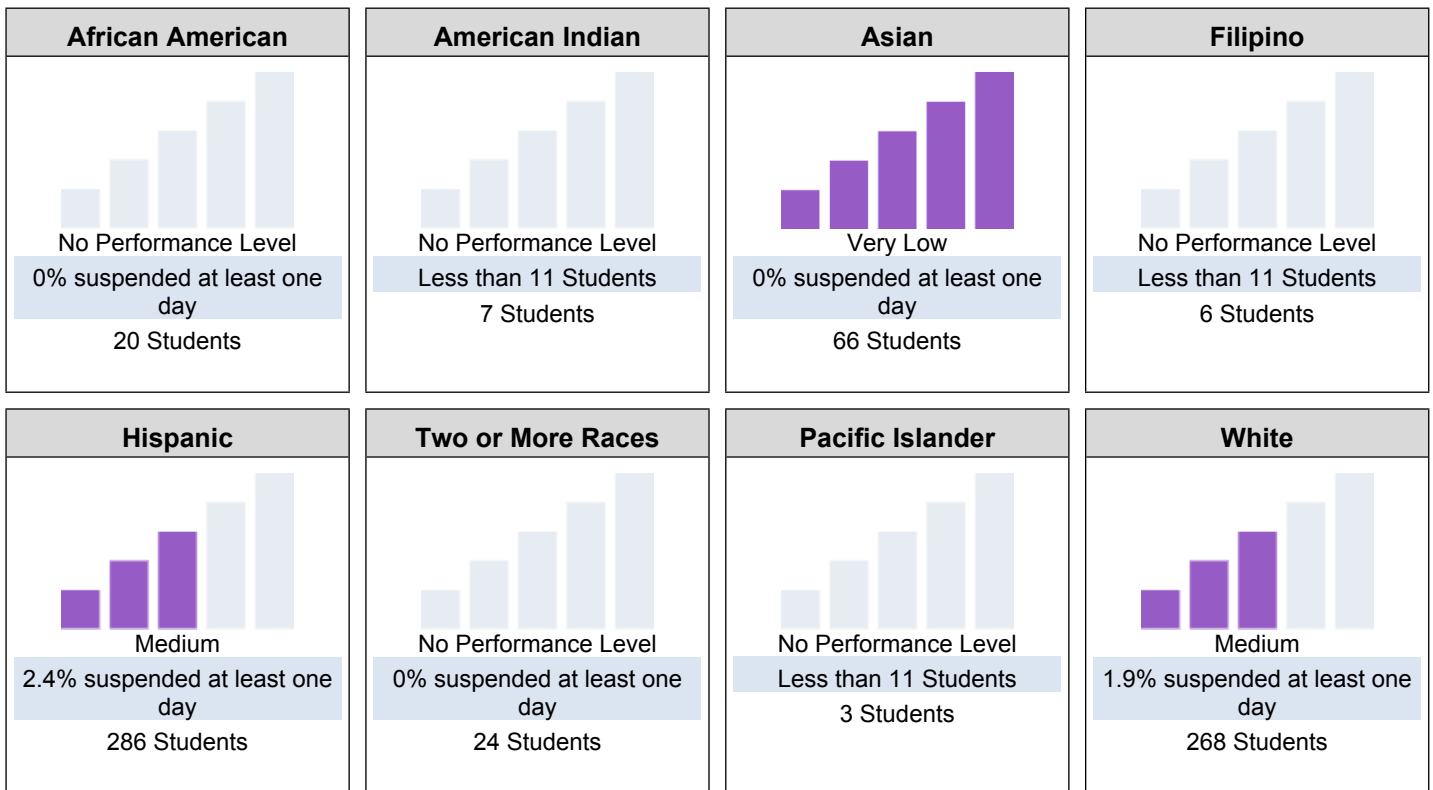 African American
No Performance Level
0% suspended at least one
day
20 Students
American Indian
No Performance Level
Less than 11 Students
7 Students
Asian
Very Low
0% suspended at least one
day
66 Students
Filipino
No Performance Level
Less than 11 Students
6 Students
Hispanic
Medium
2.4% suspended at least one
day
286 Students
Two or More Races
No Performance Level
0% suspended at least one
day
24 Students
Pacific Islander
No Performance Level
Less than 11 Students
3 Students
White
Medium
1.9% suspended at least one
day
268 Students